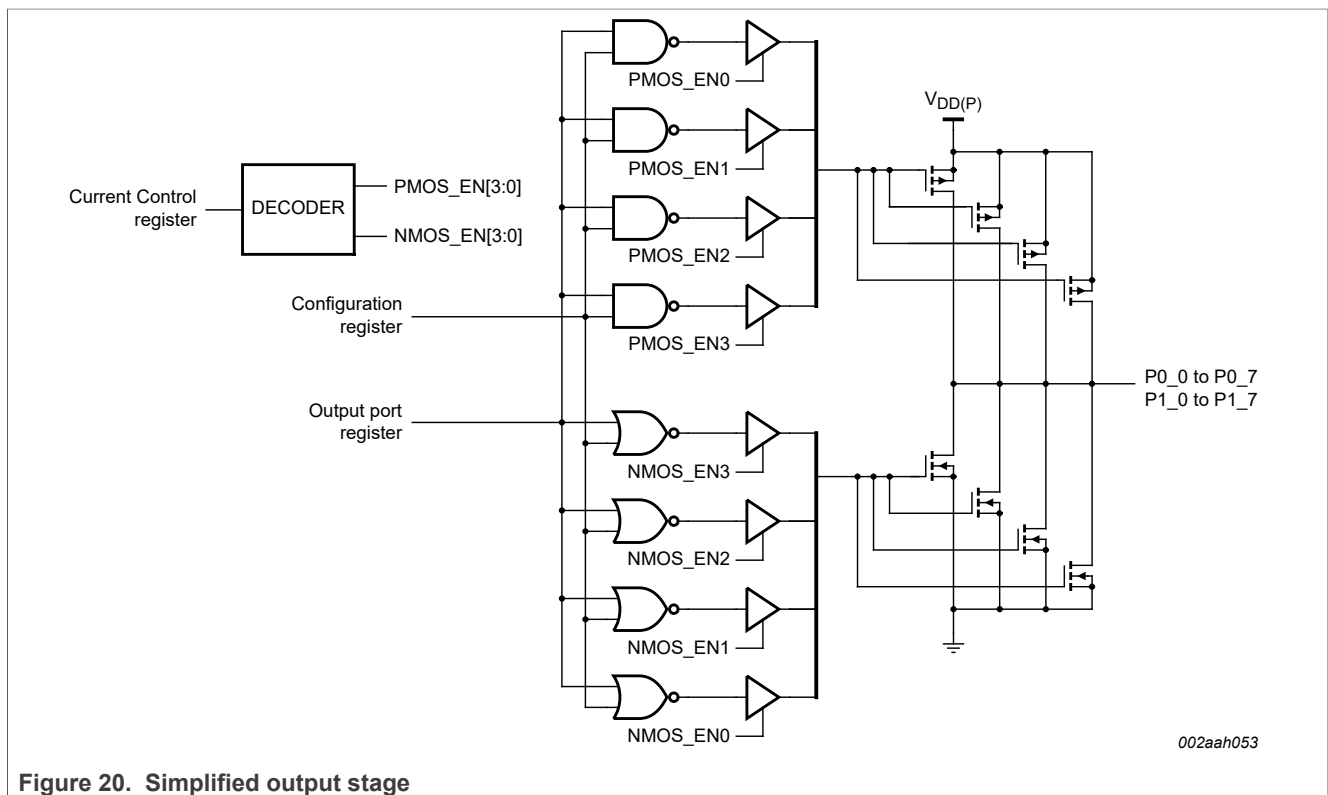 PMOS_EN0
VDD(P)
PMOS_EN1
Current Control
register
DECODER
PMOS_EN[3:0]
NMOS_EN[3:0]
PMOS_EN2
Configuration
register
PMOS_EN3
P0_0 to P0_7
P1_0 to P1_7
Output port
register
NMOS_EN3
NMOS_EN2
NMOS_EN1
NMOS_EN0
002aah053
Figure 20. Simplified output stage